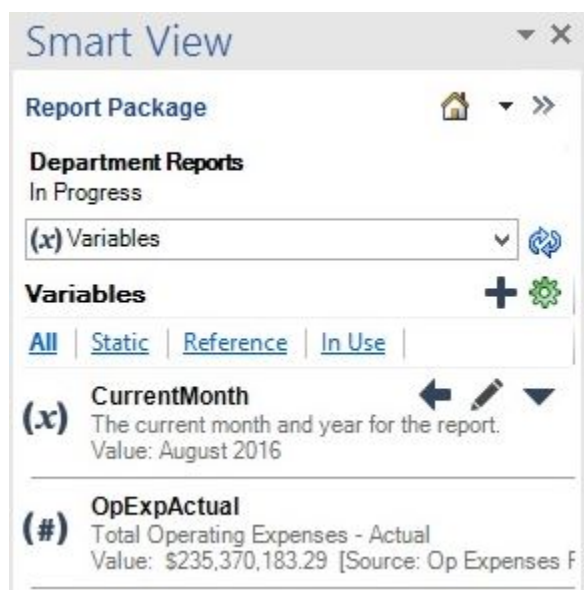 Smart View
Report Package
Department Reports
In Progress
(x) Variables
Variables
All | Static | Reference | In Use |
(x) CurrentMonth
The current month and year for the report.
Value: August 2016
(#) OpExpActual
Total Operating Expenses - Actual
Value: $235,370,183.29 [Source: Op Expenses F